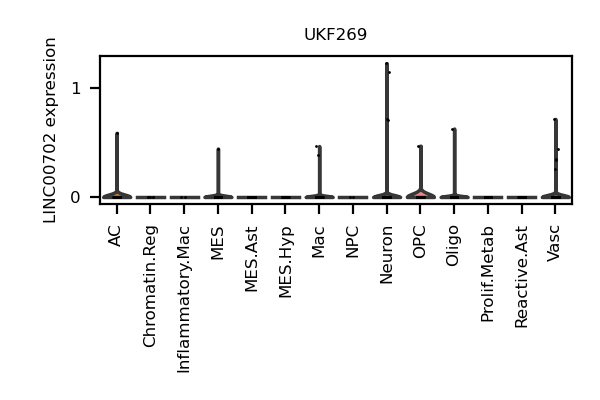 UKF269
LINC00702 expression
1
0
AC
Chromatin.Reg
Inflammatory.Mac
MES
MES.Ast
MES.Hyp
Mac
NPC
Neuron
OPC
Oligo
Prolif.Metab
Reactive.Ast
Vasc